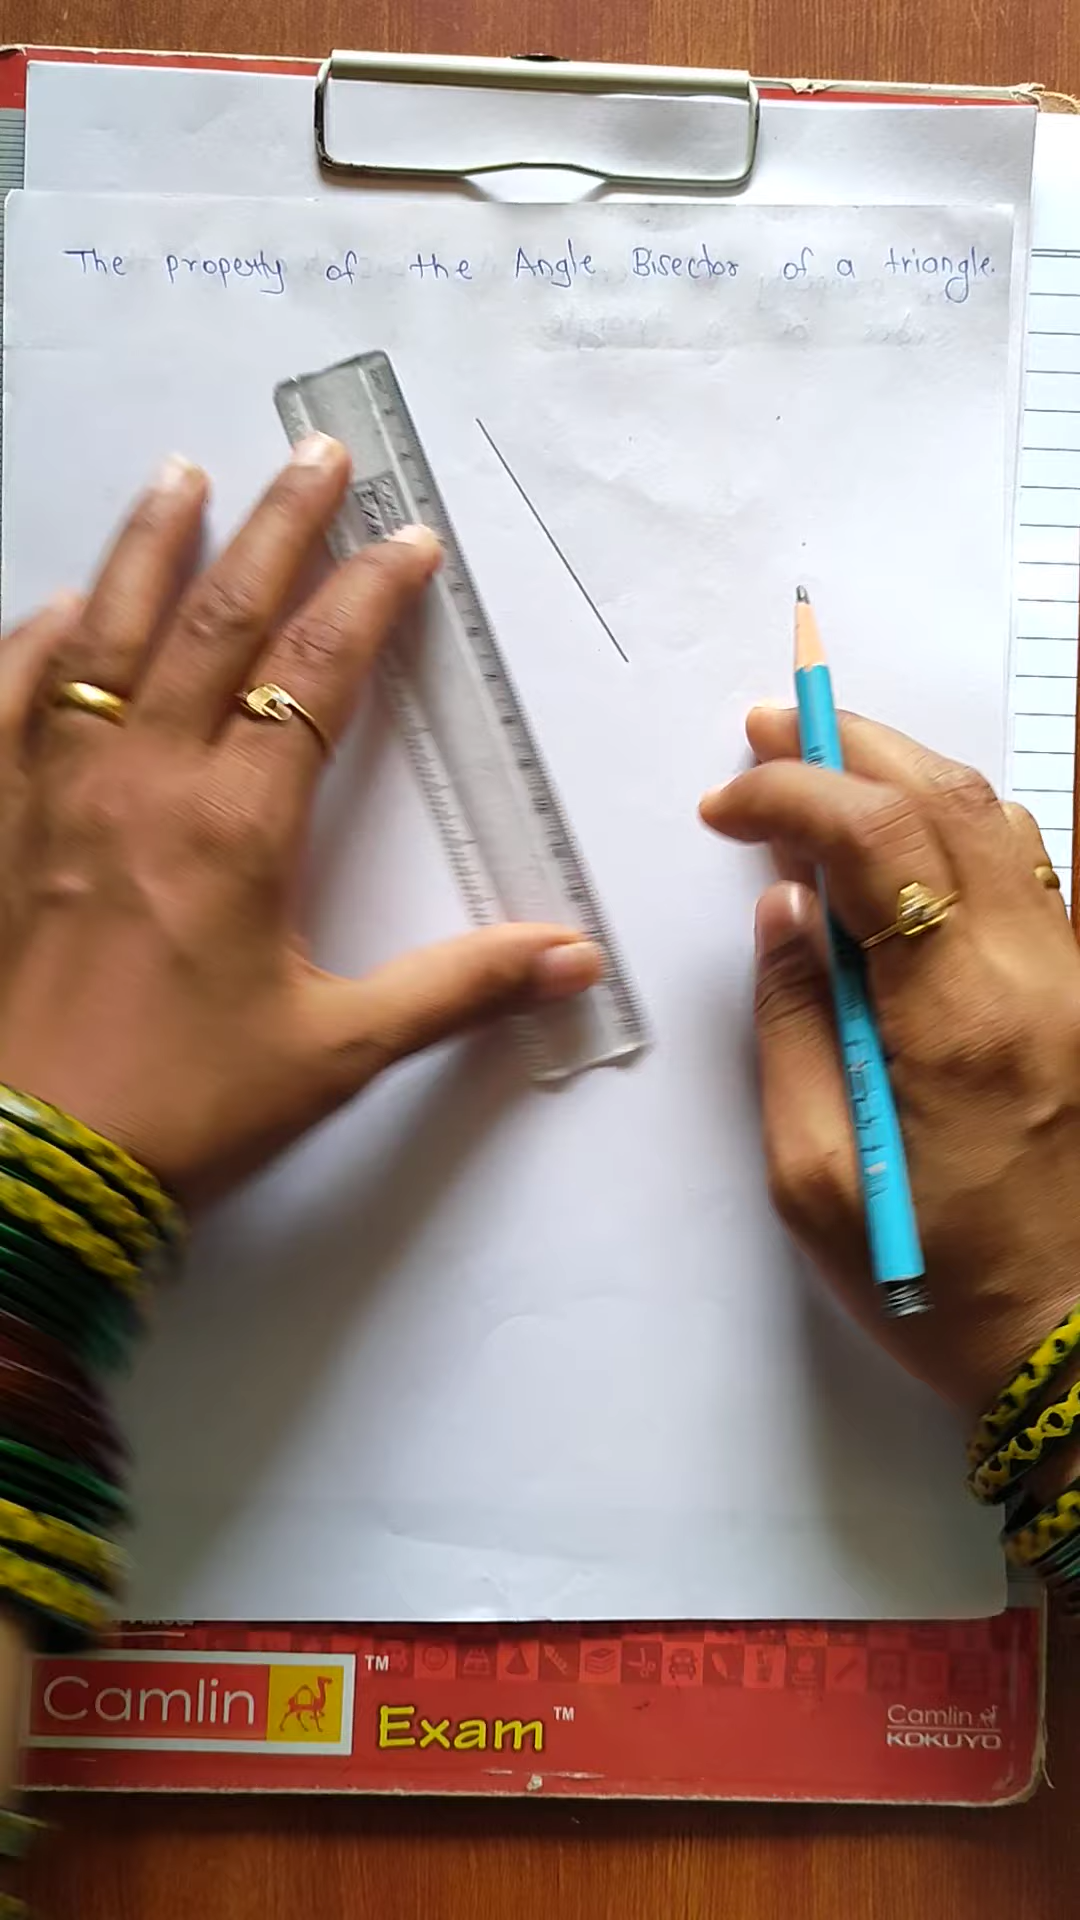 The property of the Angle Bisector of a triangle.
Camlin TM
Exam TM
Camlin
KOKUYO